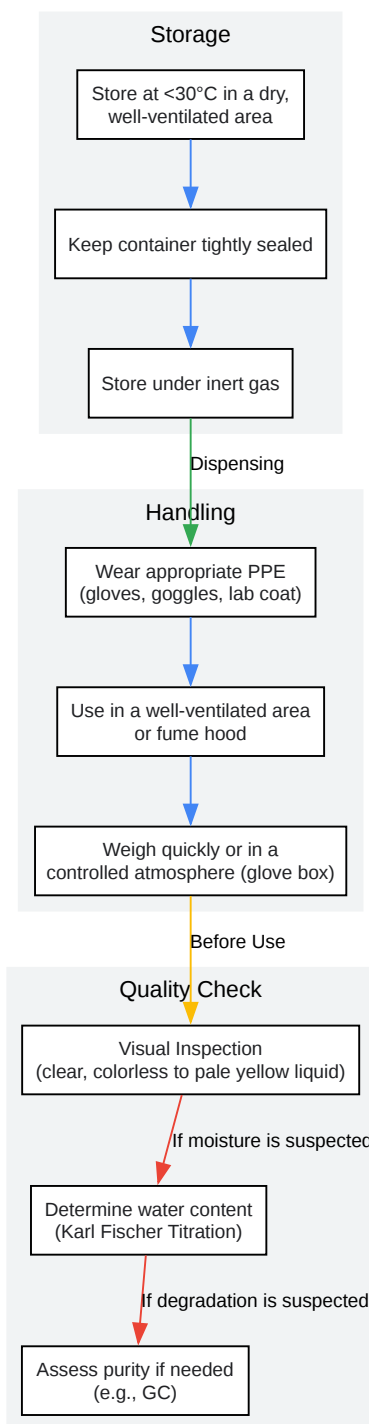 Storage
Store at <30°C in a dry,
well-ventilated area
Keep container tightly sealed
Store under inert gas
Dispensing
Handling
Wear appropriate PPE
(gloves, goggles, lab coat)
Use in a well-ventilated area
or fume hood
Weigh quickly or in a
controlled atmosphere (glove box)
Before Use
Quality Check
Visual Inspection
(clear, colorless to pale yellow liquid)
If moisture is suspected
Determine water content
(Karl Fischer Titration)
If degradation is suspected
Assess purity if needed
(e.g., GC)